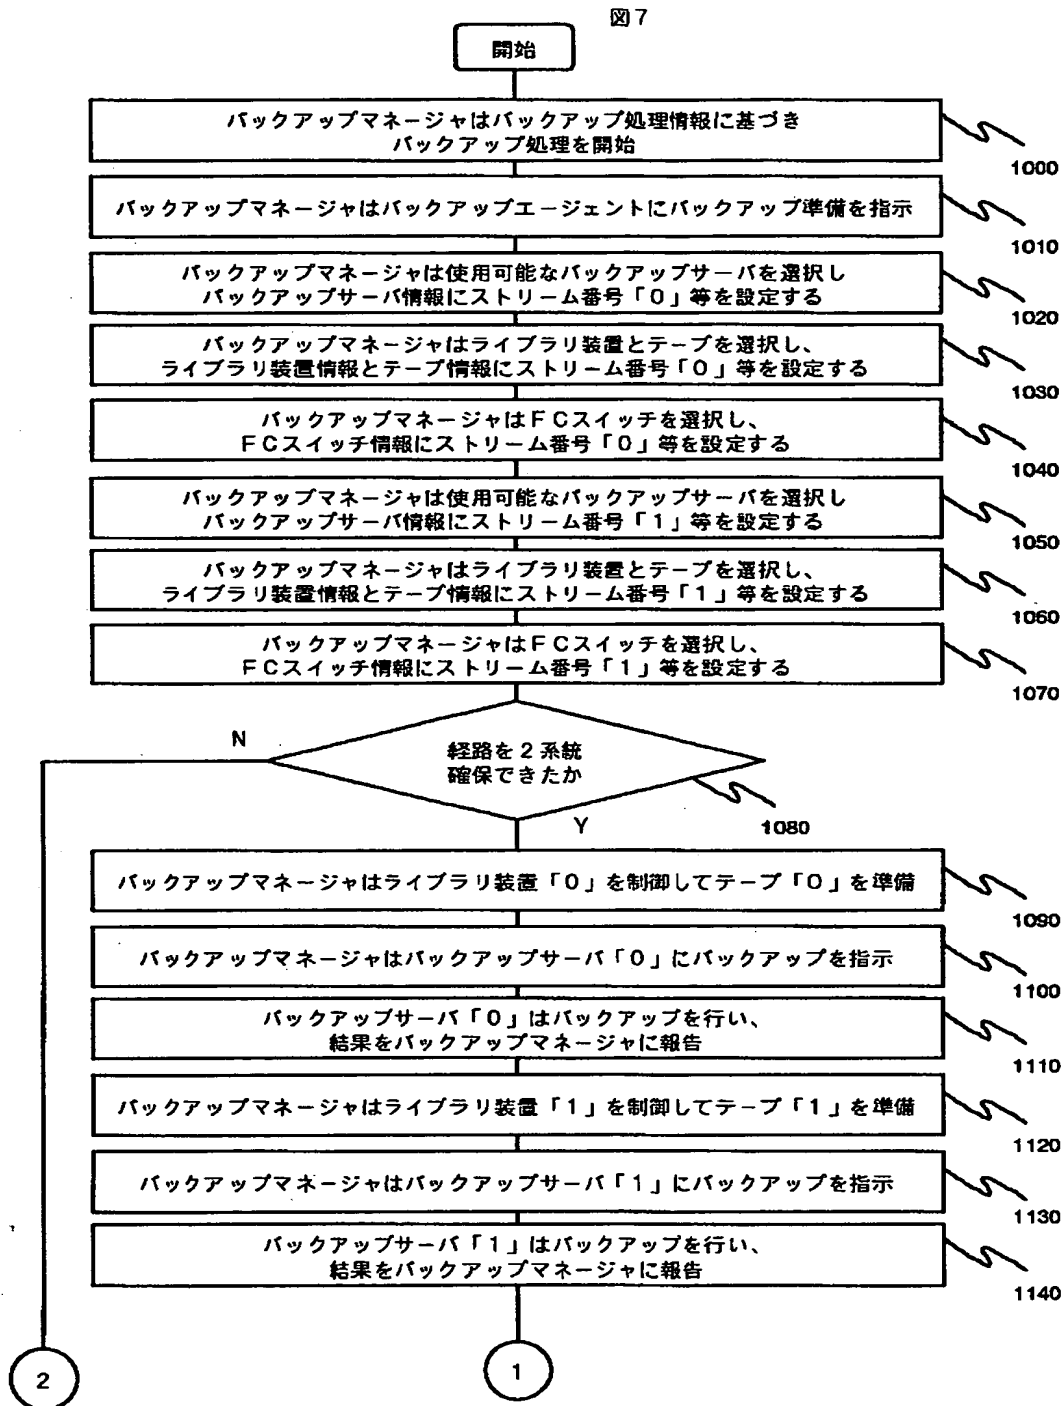 図7
開始
バックアップマネージャはバックアップ処理情報に基づき
バックアップ処理を開始
1000
バックアップマネージャはバックアップエージェントにバックアップ準備を指示
1010
バックアップマネージャは使用可能なバックアップサーバを選択し
バックアップサーバ情報にストリーム番号「0」等を設定する
1020
バックアップマネージャはライブラリ装置とテープを選択し、
ライブラリ装置情報とテープ情報にストリーム番号「0」等を設定する
1030
バックアップマネージャはFCスイッチを選択し、
FCスイッチ情報にストリーム番号「0」等を設定する
1040
バックアップマネージャは使用可能なバックアップサーバを選択し
バックアップサーバ情報にストリーム番号「1」等を設定する
1050
バックアップマネージャはライブラリ装置とテープを選択し、
ライブラリ装置情報とテープ情報にストリーム番号「1」等を設定する
1060
バックアップマネージャはFCスイッチを選択し、
FCスイッチ情報にストリーム番号「1」等を設定する
1070
N
経路を2系統
確保できたか
1080
Y
バックアップマネージャはライブラリ装置「0」を制御してテープ「0」を準備
1090
バックアップマネージャはバックアップサーバ「0」にバックアップを指示
1100
バックアップサーバ「0」はバックアップを行い、
結果をバックアップマネージャに報告
1110
バックアップマネージャはライブラリ装置「1」を制御してテープ「1」を準備
1120
バックアップマネージャはバックアップサーバ「1」にバックアップを指示
1130
バックアップサーバ「1」はバックアップを行い、
結果をバックアップマネージャに報告
1140
2
1